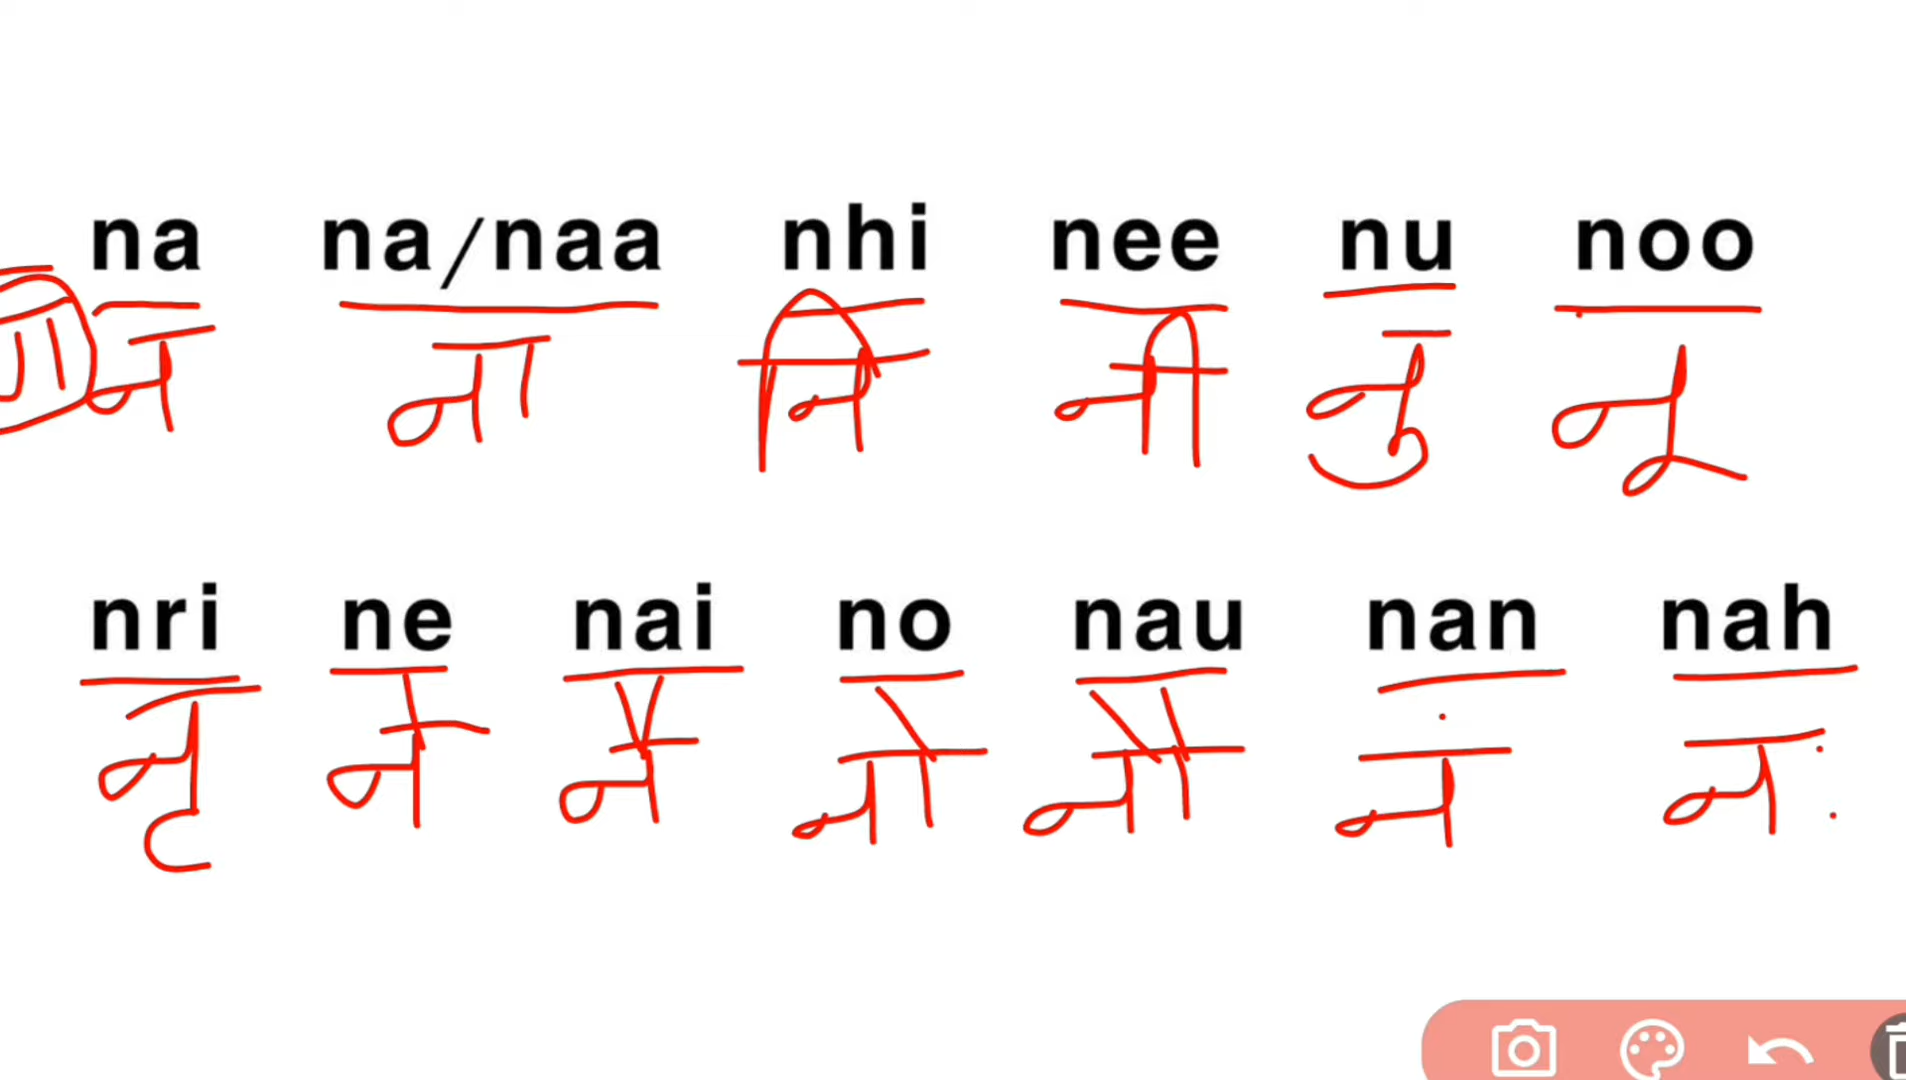 na na/naa nhi nee nu noo
ण न ना नि नी नु नू
nri ne nai no nau nan nah
नृ ने नै नो नौ नं नः